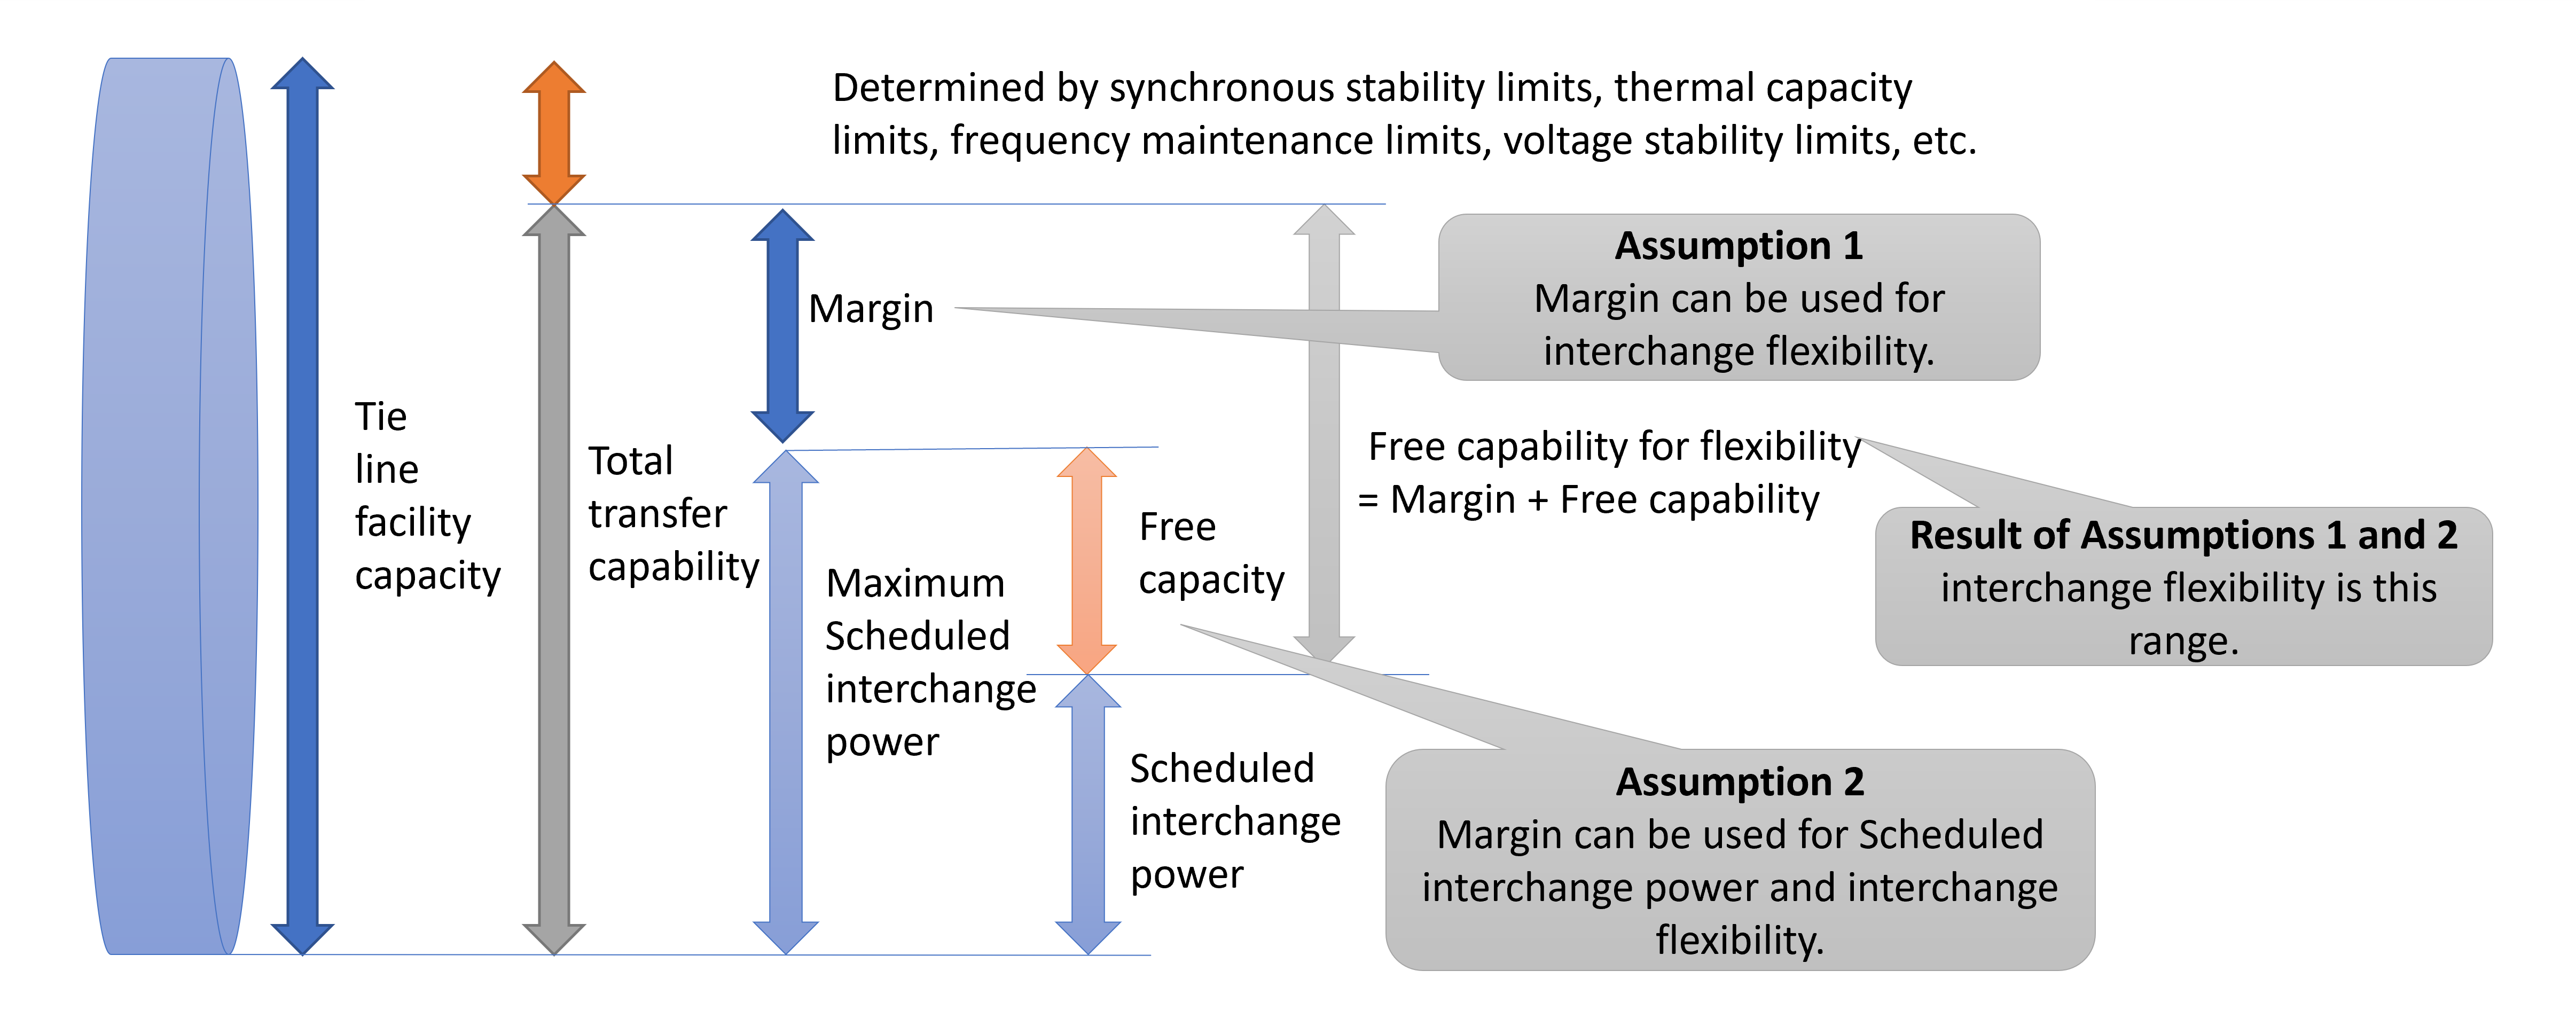 Determined by synchronous stability limits, thermal capacity
limits, frequency maintenance limits, voltage stability limits, etc.
Assumption 1
Margin can be used for
interchange flexibility.
Margin
Tie
line
facility
capacity
Total
transfer
capability
Free capability for flexibility
= Margin + Free capability
Result of Assumptions 1 and 2
interchange flexibility is this
range.
Free
capacity
Maximum
Scheduled
interchange
power
Scheduled
interchange
power
Assumption 2
Margin can be used for Scheduled
interchange power and interchange
flexibility.